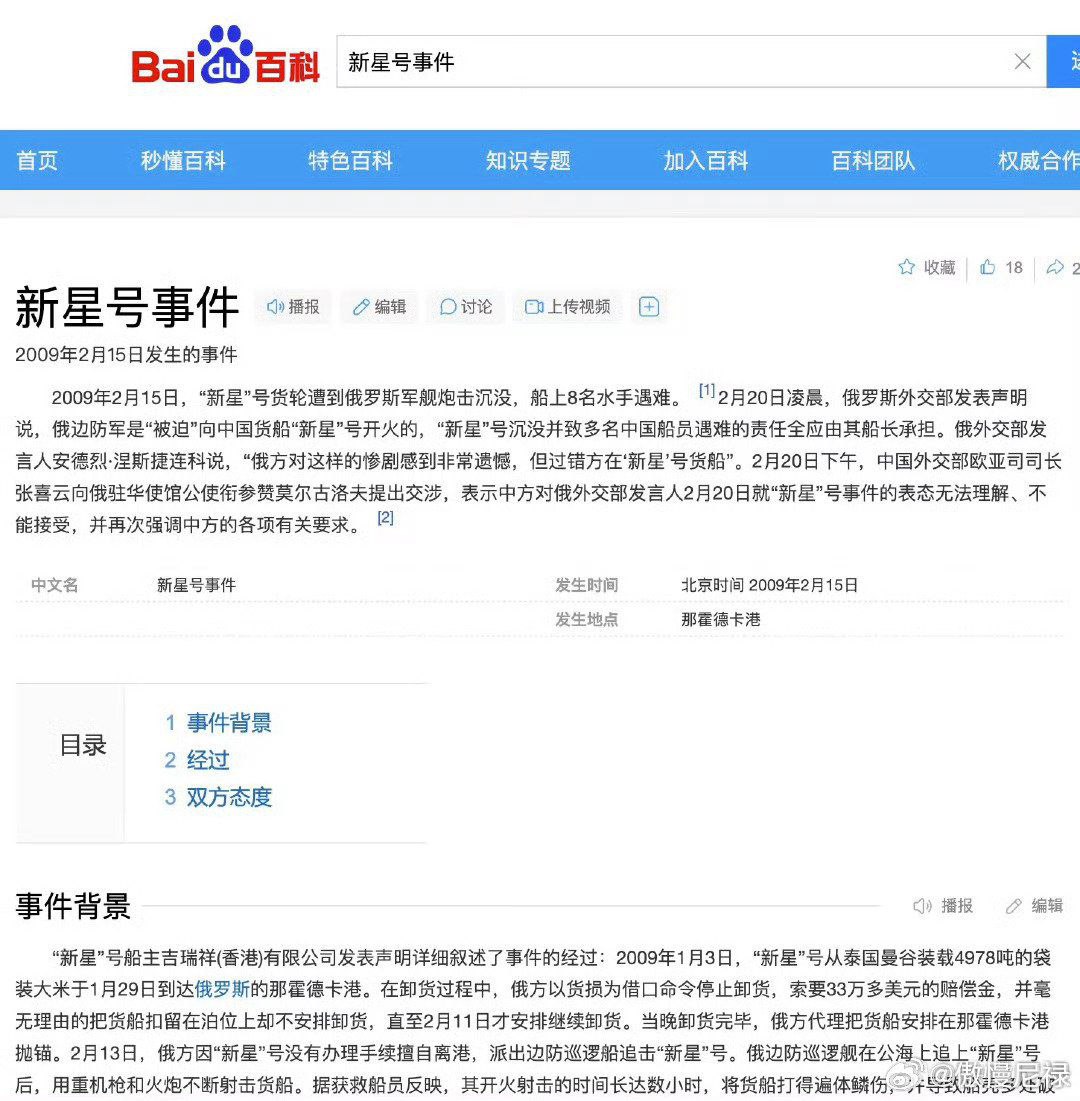 Bai du 百科
新星号事件
首页 秒懂百科 特色百科 知识专题 加入百科 百科团队 权威合作
收藏 18 2
新星号事件 播报 编辑 讨论 上传视频
2009年2月15日发生的事件
2009年2月15日，“新星”号货轮遭到俄罗斯军舰炮击沉没，船上8名水手遇难。 [1] 2月20日凌晨，俄罗斯外交部发表声明
说，俄边防军是“被迫”向中国货船“新星”号开火的，“新星”号沉没并致多名中国船员遇难的责任全应由其船长承担。俄外交部发
言人安德烈·涅斯捷连科说，“俄方对这样的惨剧感到非常遗憾，但过错方在‘新星’号货船”。2月20日下午，中国外交部欧亚司司长
张喜云向俄驻华使馆公使衔参赞莫尔古洛夫提出交涉，表示中方对俄外交部发言人2月20日就“新星”号事件的表态无法理解、不
能接受，并再次强调中方的各项有关要求。 [2]
中文名 新星号事件 发生时间 北京时间 2009年2月15日
发生地点 那霍德卡港
目录
1 事件背景
2 经过
3 双方态度
事件背景 播报 编辑
“新星”号船主吉瑞祥(香港)有限公司发表声明详细叙述了事件的经过：2009年1月3日，“新星”号从泰国曼谷装载4978吨的袋
装大米于1月29日到达俄罗斯的那霍德卡港。在卸货过程中，俄方以货损为借口命令停止卸货，索要33万多美元的赔偿金，并毫
无理由的把货船扣留在泊位上却不安排卸货，直至2月11日才安排继续卸货。当晚卸货完毕，俄方代理把货船安排在那霍德卡港
抛锚。2月13日，俄方因“新星”号没有办理手续擅自离港，派出边防巡逻船追击“新星”号。俄边防巡逻舰在公海上追上“新星”号
后，用重机枪和火炮不断射击货船。据获救船员反映，其开火射击的时间长达数小时，将货船打得遍体鳞伤，并导致船壳多处破
@傲慢尼禄